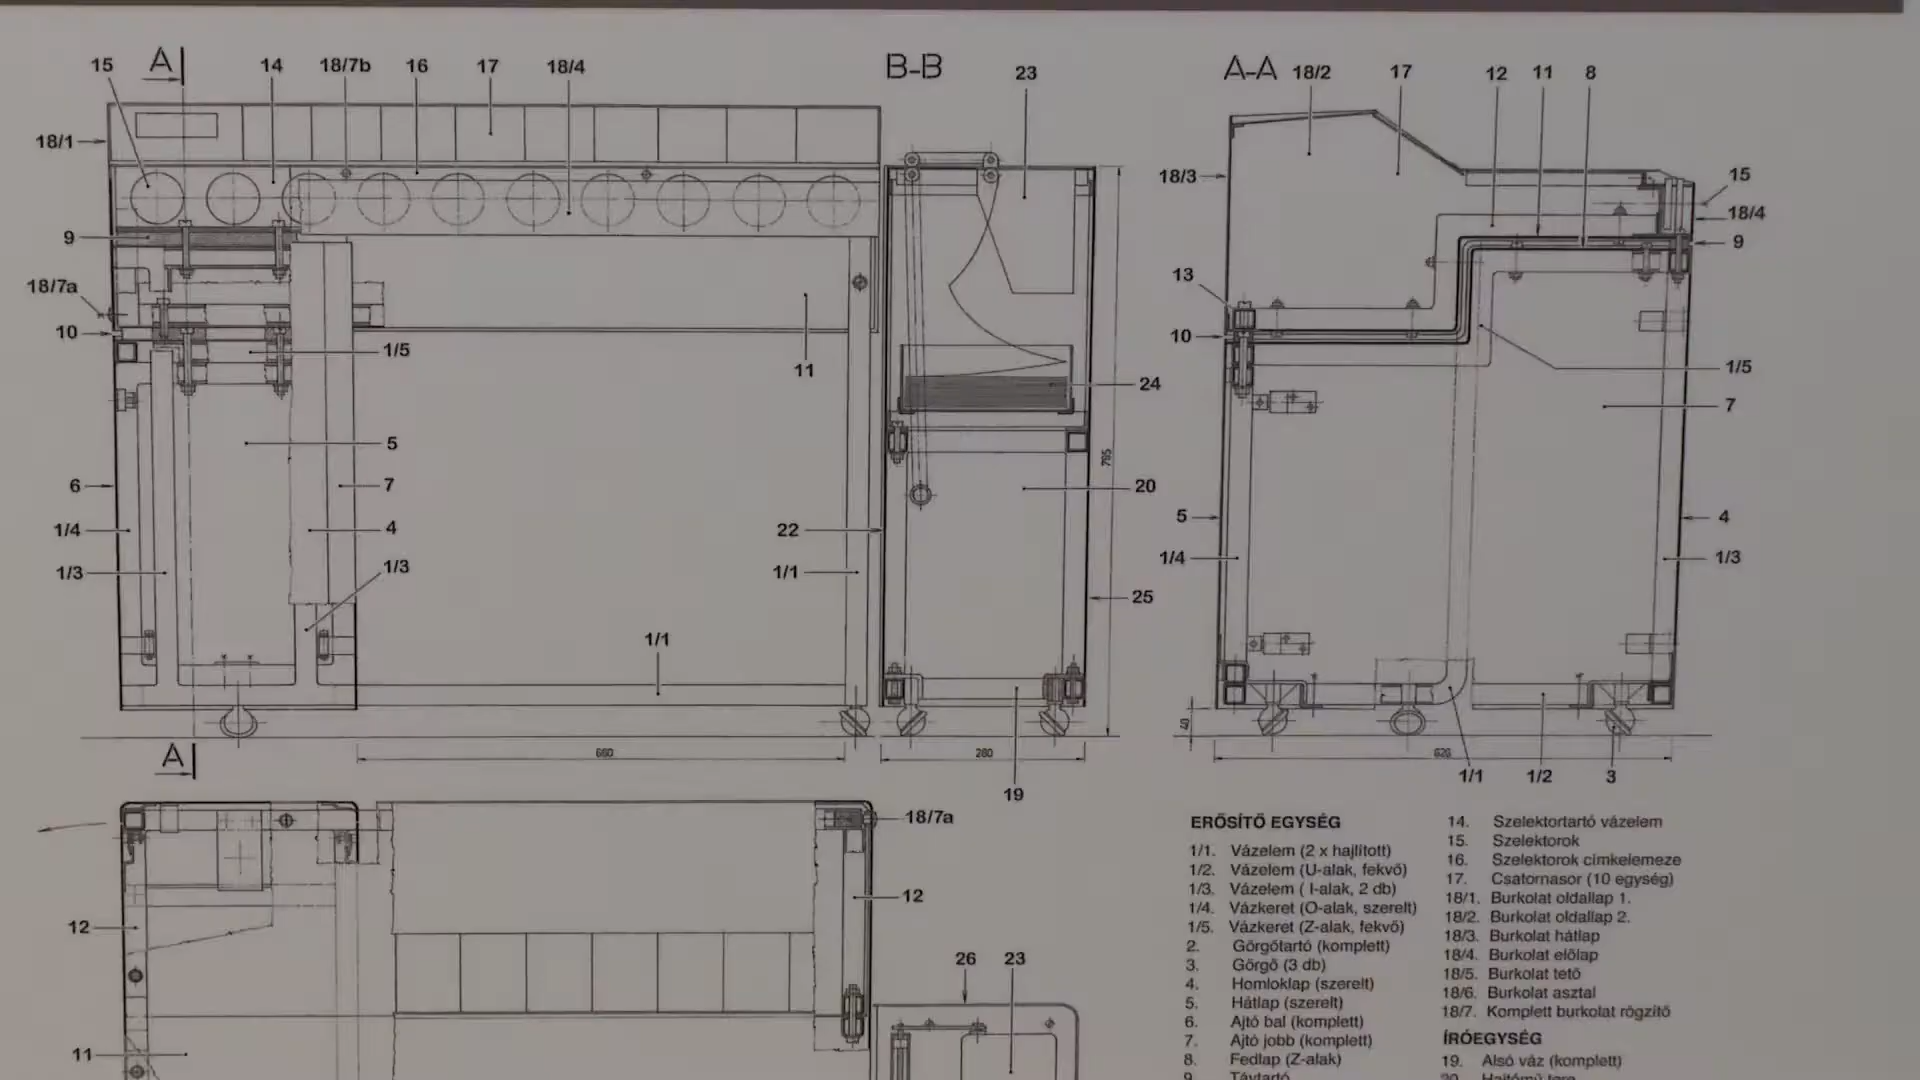 A
15
14
18/7b
16
17
18/4
B-B
23
A-A
18/2
17
12
11
8
18/1
18/3
15
18/4
9
9
18/7a
13
10
10
1/5
11
24
1/5
7
5
795
6
7
20
1/4
4
22
5
4
1/3
1/3
1/1
1/4
1/3
25
1/1
40
A
660
280
626
19
1/1
1/2
3
18/7a
12
12
26
23
11
ERŐSÍTŐ EGYSÉG
1/1. Vázelem (2 x hajlított)
1/2. Vázelem (U-alak, fekvő)
1/3. Vázelem ( I-alak, 2 db)
1/4. Vázkeret (O-alak, szerelt)
1/5. Vázkeret (Z-alak, fekvő)
2. Görgőtartó (komplett)
3. Görgő (3 db)
4. Homloklap (szerelt)
5. Hátlap (szerelt)
6. Ajtó bal (komplett)
7. Ajtó jobb (komplett)
8. Fedlap (Z-alak)
9. Távtartó
14. Szelektortartó vázelem
15. Szelektorok
16. Szelektorok címkelemeze
17. Csatornasor (10 egység)
18/1. Burkolat oldallap 1.
18/2. Burkolat oldallap 2.
18/3. Burkolat hátlap
18/4. Burkolat előlap
18/5. Burkolat tető
18/6. Burkolat asztal
18/7. Komplett burkolat rögzítő
ÍRÓEGYSÉG
19. Alsó váz (komplett)